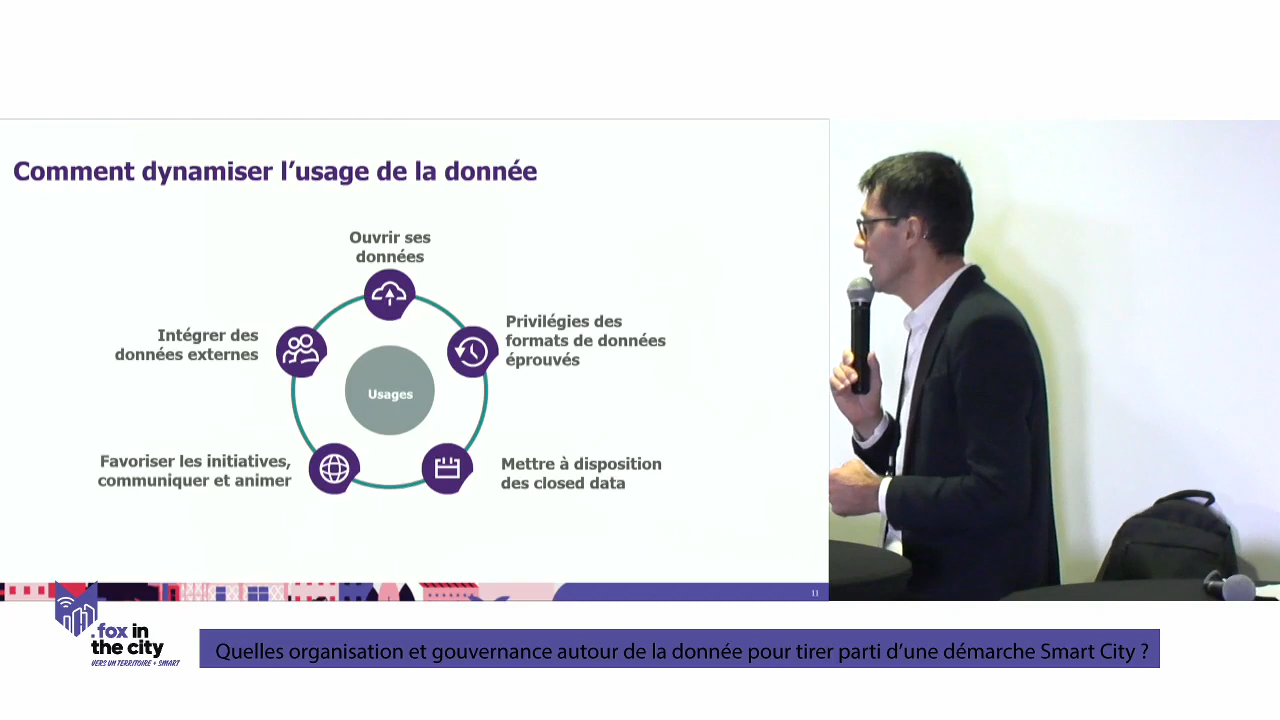 Comment dynamiser l’usage de la donnée
Ouvrir ses
données
Privilégies des
formats de données
éprouvés
Intégrer des
données externes
Usages
Favoriser les initiatives,
communiquer et animer
Mettre à disposition
des closed data
11
.fox in
the city
VERS UN TERRITOIRE + SMART
Quelles organisation et gouvernance autour de la donnée pour tirer parti d’une démarche Smart City ?